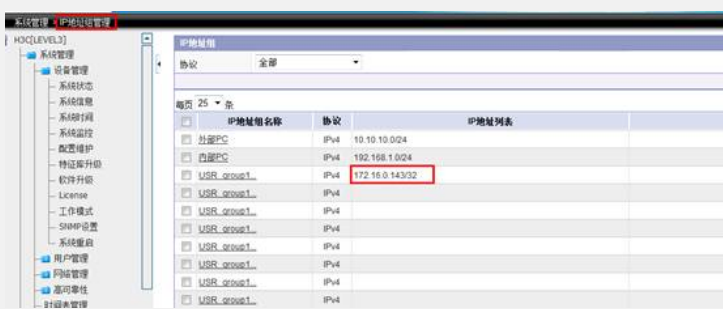 系统管理 > IP地址组管理
H3C[LEVEL3]
系统管理
设备管理
系统状态
系统信息
系统时间
系统监控
配置维护
特征库升级
软件升级
License
工作模式
SNMP设置
系统重启
用户管理
网络管理
高可靠性
时间表管理
IP地址组
协议 全部
每页 25 条
IP地址组名称 协议 IP地址列表
外部PC IPv4 10.10.10.0/24
内部PC IPv4 192.168.1.0/24
USR_group1... IPv4 172.16.0.143/32
USR_group1... IPv4
USR_group1... IPv4
USR_group1... IPv4
USR_group1... IPv4
USR_group1... IPv4
USR_group1... IPv4
USR_group1... IPv4